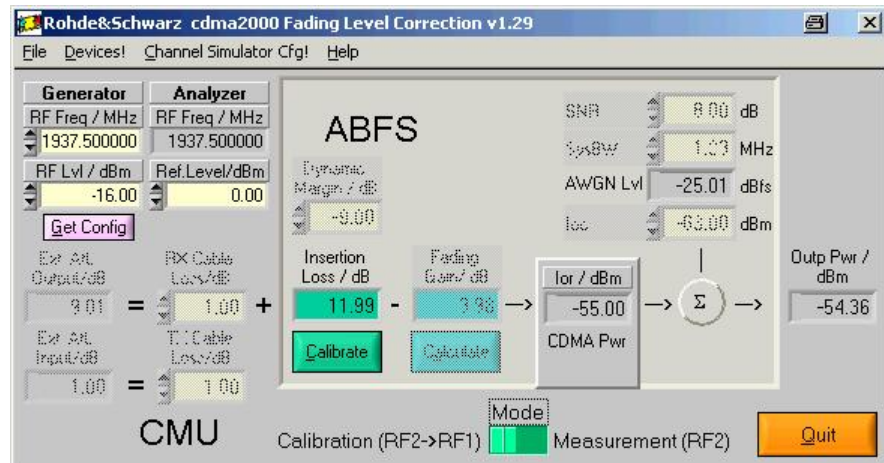 Rohde&Schwarz cdma2000 Fading Level Correction v1.29
File Devices! Channel Simulator Cfg! Help
Generator Analyzer
RF Freq / MHz RF Freq / MHz
1937.500000 1937.500000
RF Lvl / dBm Ref.Level/dBm
-16.00 0.00
Get Config
ABFS
Dynamic
Margin / dB
-9.00
SNR 8.00 dB
SysBW 1.23 MHz
AWGN Lvl -25.01 dBfs
Ioc -63.00 dBm
Ext. Att. Output/dB
RX Cable Loss/dB
Insertion Loss / dB
Fading Gain/ dB
Ior / dBm
Outp Pwr / dBm
9.01 = 1.00 + 11.99 - 3.98 -> -55.00 -> Σ -> -54.36
CDMA Pwr
Calibrate Calculate
Ext. Att. Input/dB
TX Cable Loss/dB
1.00 = 1.00
CMU
Mode
Calibration (RF2->RF1) Measurement (RF2)
Quit